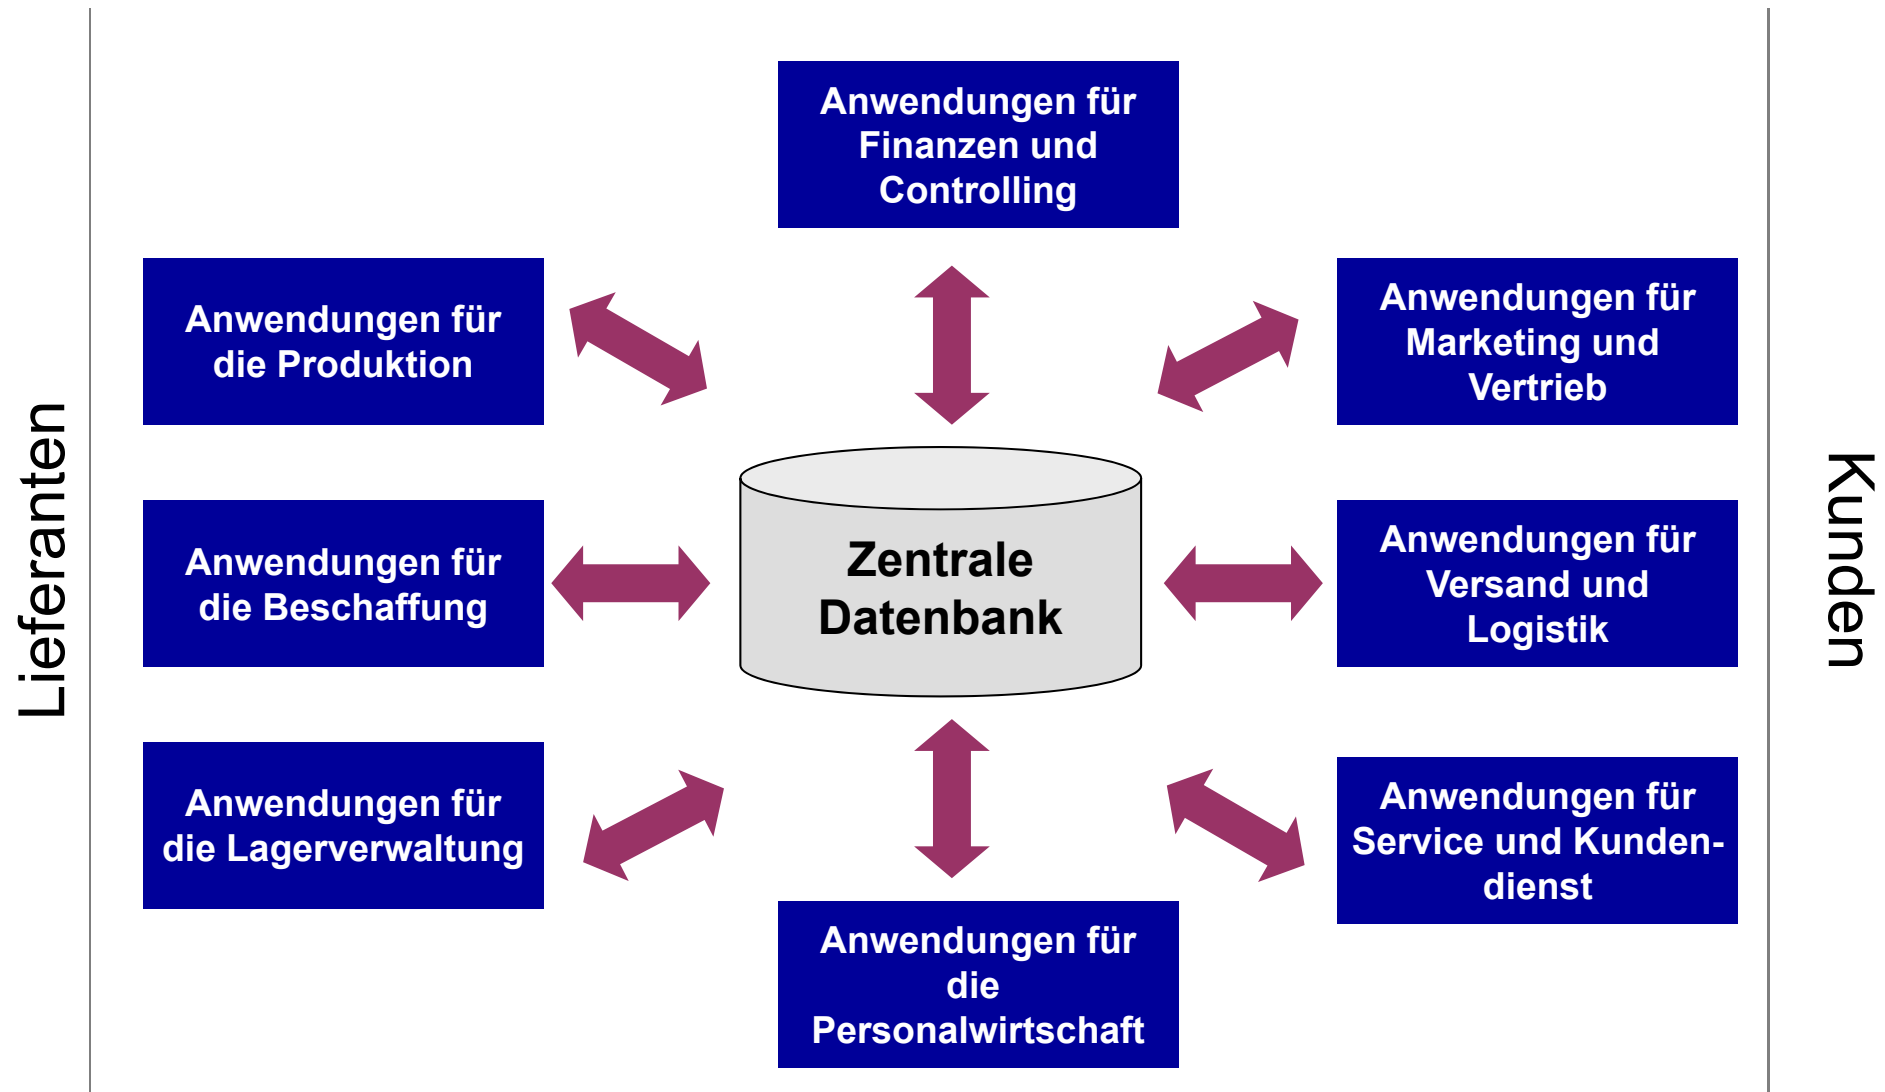 Lieferanten
Anwendungen für
Finanzen und
Controlling
Anwendungen für
die Produktion
Anwendungen für
Marketing und
Vertrieb
Anwendungen für
die Beschaffung
Zentrale
Datenbank
Anwendungen für
Versand und
Logistik
Anwendungen für
die Lagerverwaltung
Anwendungen für
Service und Kunden-
dienst
Anwendungen für
die
Personalwirtschaft
Kunden